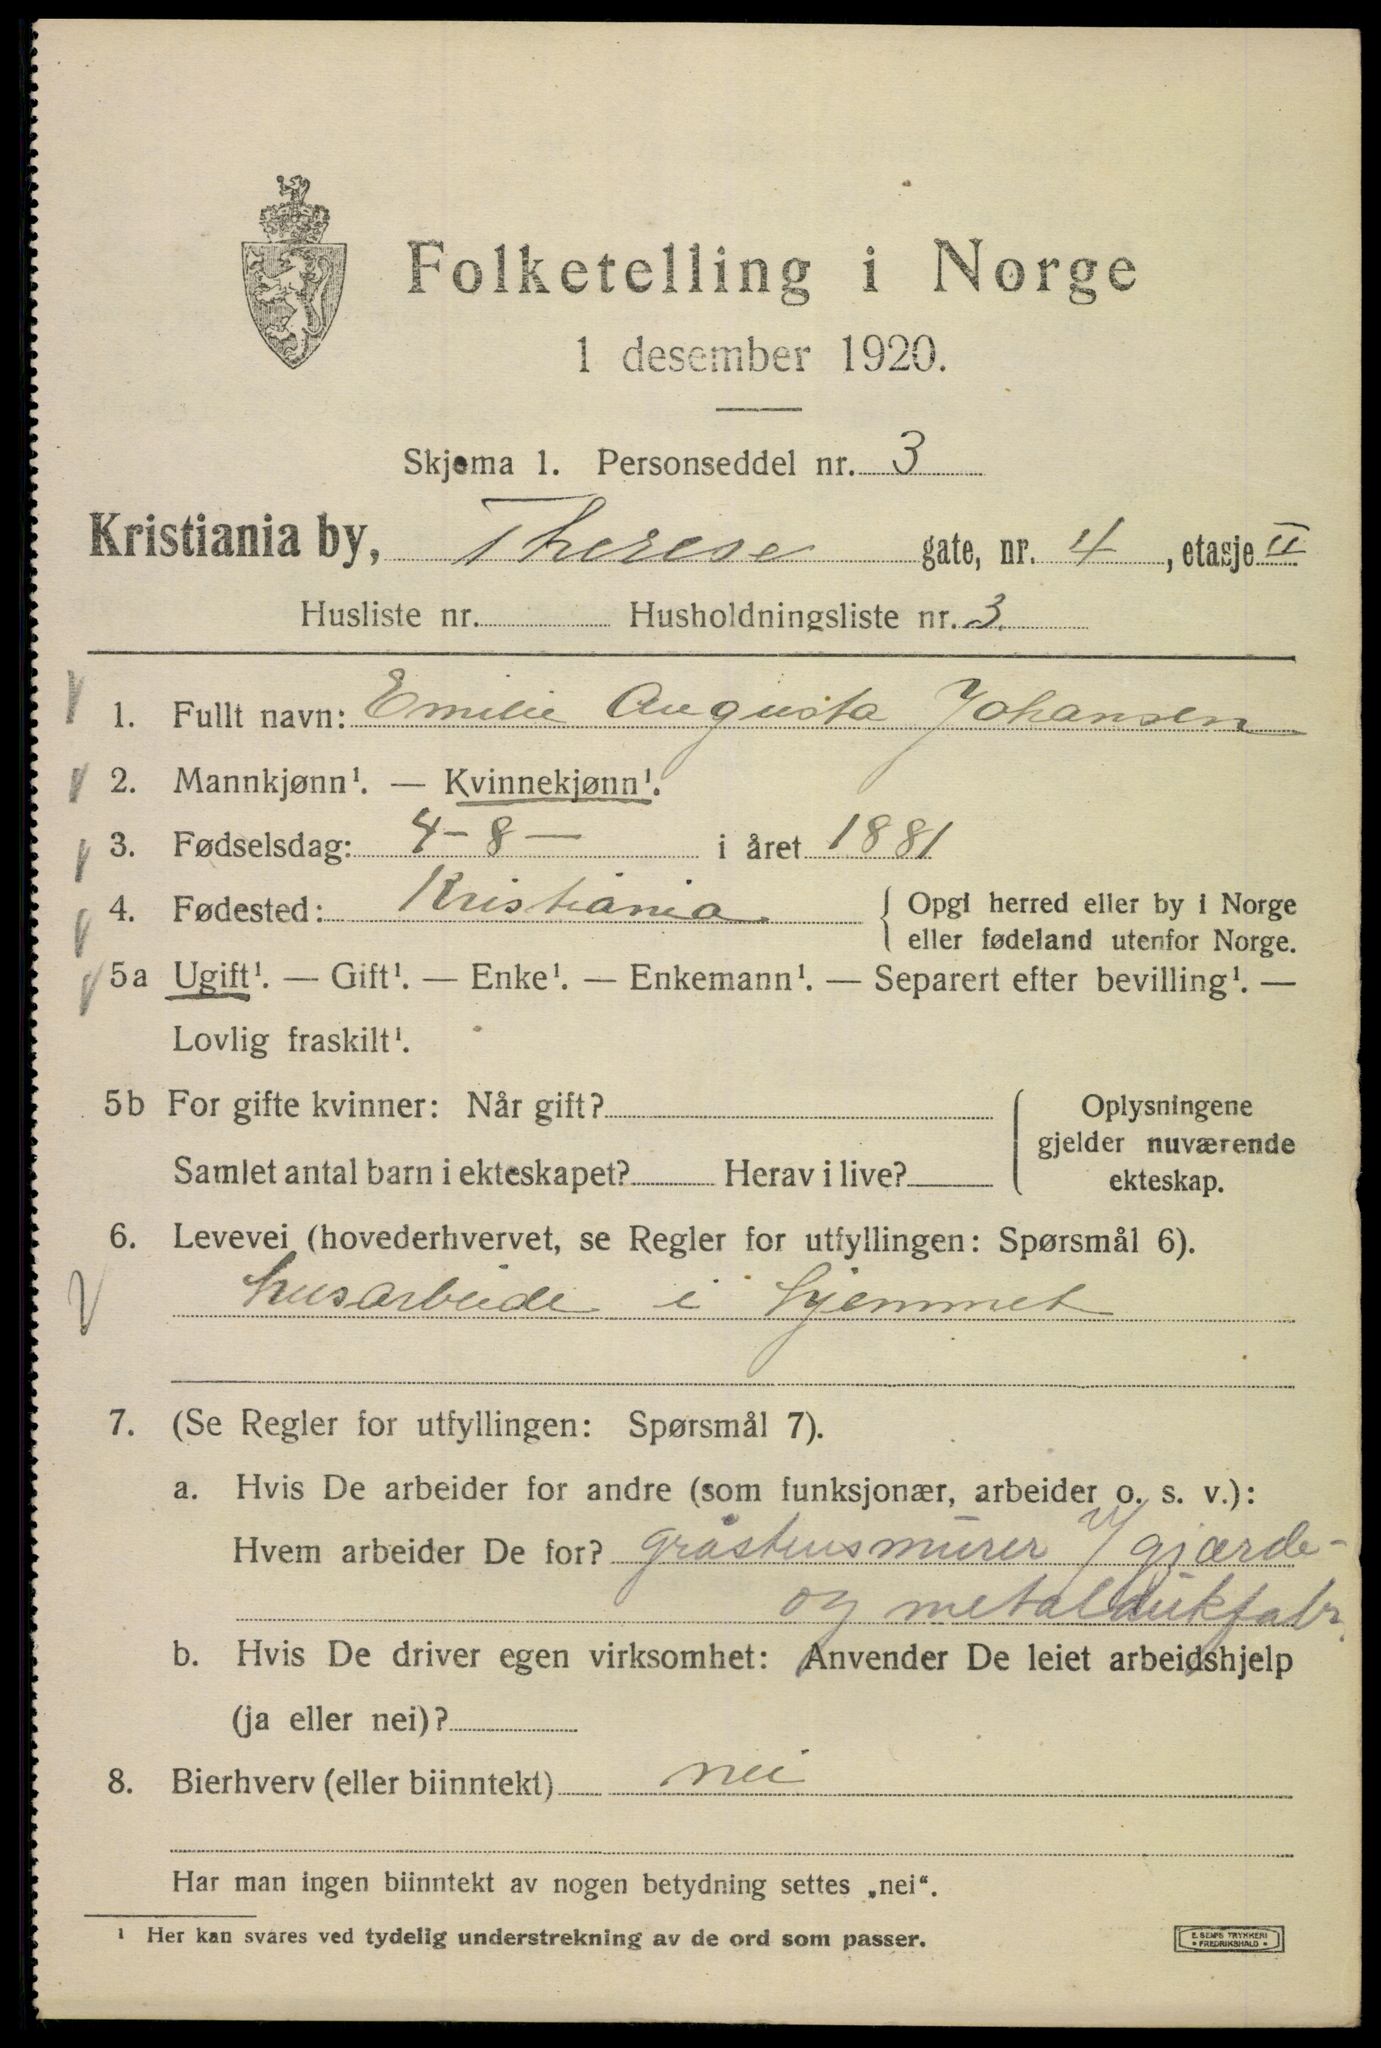 Folketelling i Norge
1 desember 1920.
Skjema 1. Personseddel nr. 3
Kristiania by, Therese gate, nr. 4, etasje II
Husliste nr. Husholdningsliste nr. 3.
1. Fullt navn: Emilie Augusta Johansen
2. Mannkjønn¹. — Kvinnekjønn¹.
3. Fødselsdag: 4-8- i året 1881
4. Fødested: Kristiania. { Opgi herred eller by i Norge
eller fødeland utenfor Norge.
5a Ugift¹. — Gift¹. — Enke¹. — Enkemann¹. — Separert efter bevilling¹. —
Lovlig fraskilt¹.
5b For gifte kvinner: Når gift? Oplysningene
gjelder nuværende
Samlet antal barn i ekteskapet? Herav i live? ekteskap.
6. Levevei (hovederhvervet, se Regler for utfyllingen: Spørsmål 6).
husarbeide i hjemmet
7. (Se Regler for utfyllingen: Spørsmål 7).
a. Hvis De arbeider for andre (som funksjonær, arbeider o. s. v.):
Hvem arbeider De for? gråstensmurer v/ gjærde-
og metaldukfabr.
b. Hvis De driver egen virksomhet: Anvender De leiet arbeidshjelp
(ja eller nei)?
8. Bierhverv (eller biinntekt) nei
Har man ingen biinntekt av nogen betydning settes „nei“.
¹ Her kan svares ved tydelig understrekning av de ord som passer.
E. SEMS TRYKKERI
• FREDRIKSHALD •